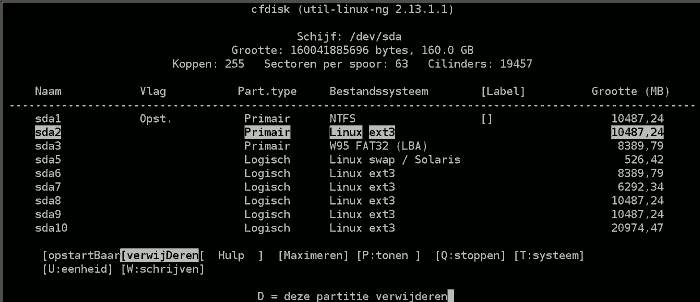 cfdisk (util-linux-ng 2.13.1.1)
Schijf: /dev/sda
Grootte: 160041885696 bytes, 160.0 GB
Koppen: 255 Sectoren per spoor: 63 Cilinders: 19457
Naam Vlag Part.type Bestandssysteem [Label] Grootte (MB)
sda1 Opst. Primair NTFS [] 10487,24
sda2 Primair Linux ext3 10487,24
sda3 Primair W95 FAT32 (LBA) 8389,79
sda5 Logisch Linux swap / Solaris 526,42
sda6 Logisch Linux ext3 8389,79
sda7 Logisch Linux ext3 6292,34
sda8 Logisch Linux ext3 10487,24
sda9 Logisch Linux ext3 10487,24
sda10 Logisch Linux ext3 20974,47
[opstartBaar[verwijDeren[ Hulp ] [Maximeren] [P:tonen ] [Q:stoppen] [T:systeem]
[U:eenheid] [W:schrijven]
D = deze partitie verwijderen